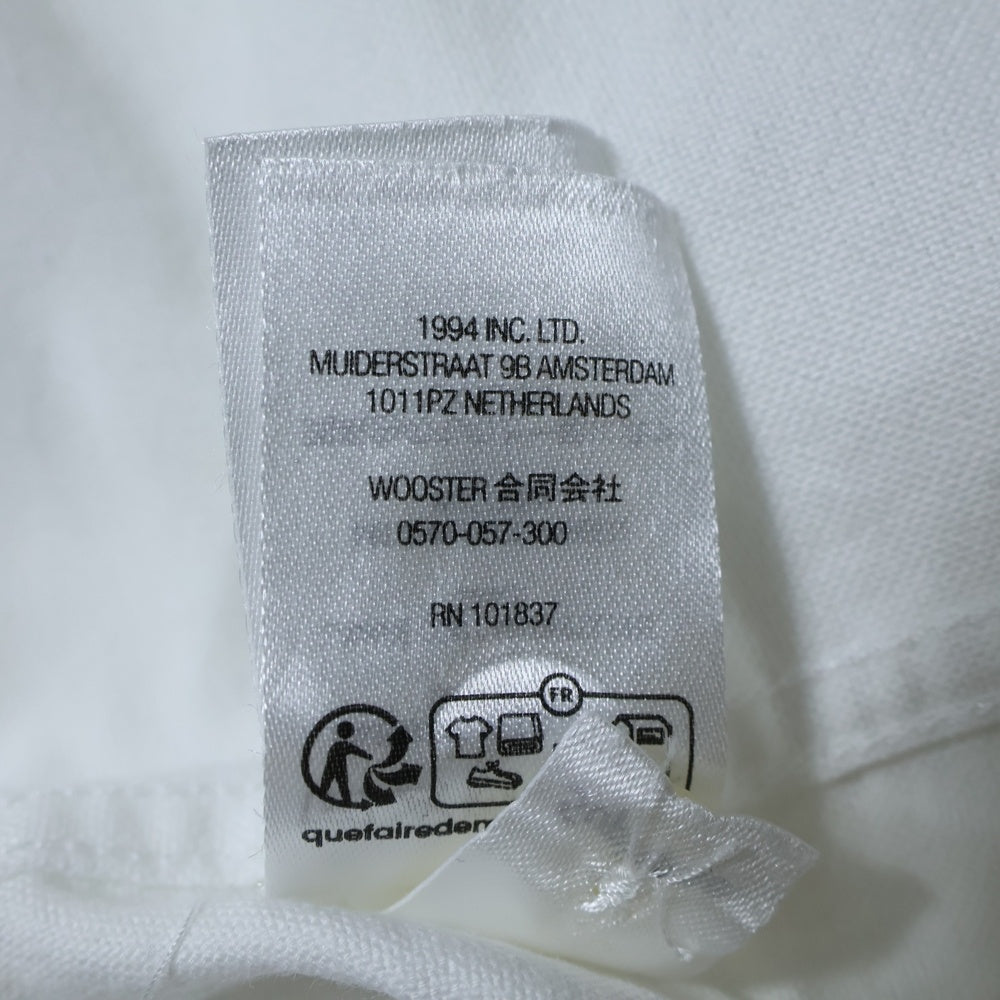 1994 INC. LTD.
MUIDERSTRAAT 9B AMSTERDAM
1011PZ NETHERLANDS
WOOSTER 合同会社
0570-057-300
RN 101837
FR